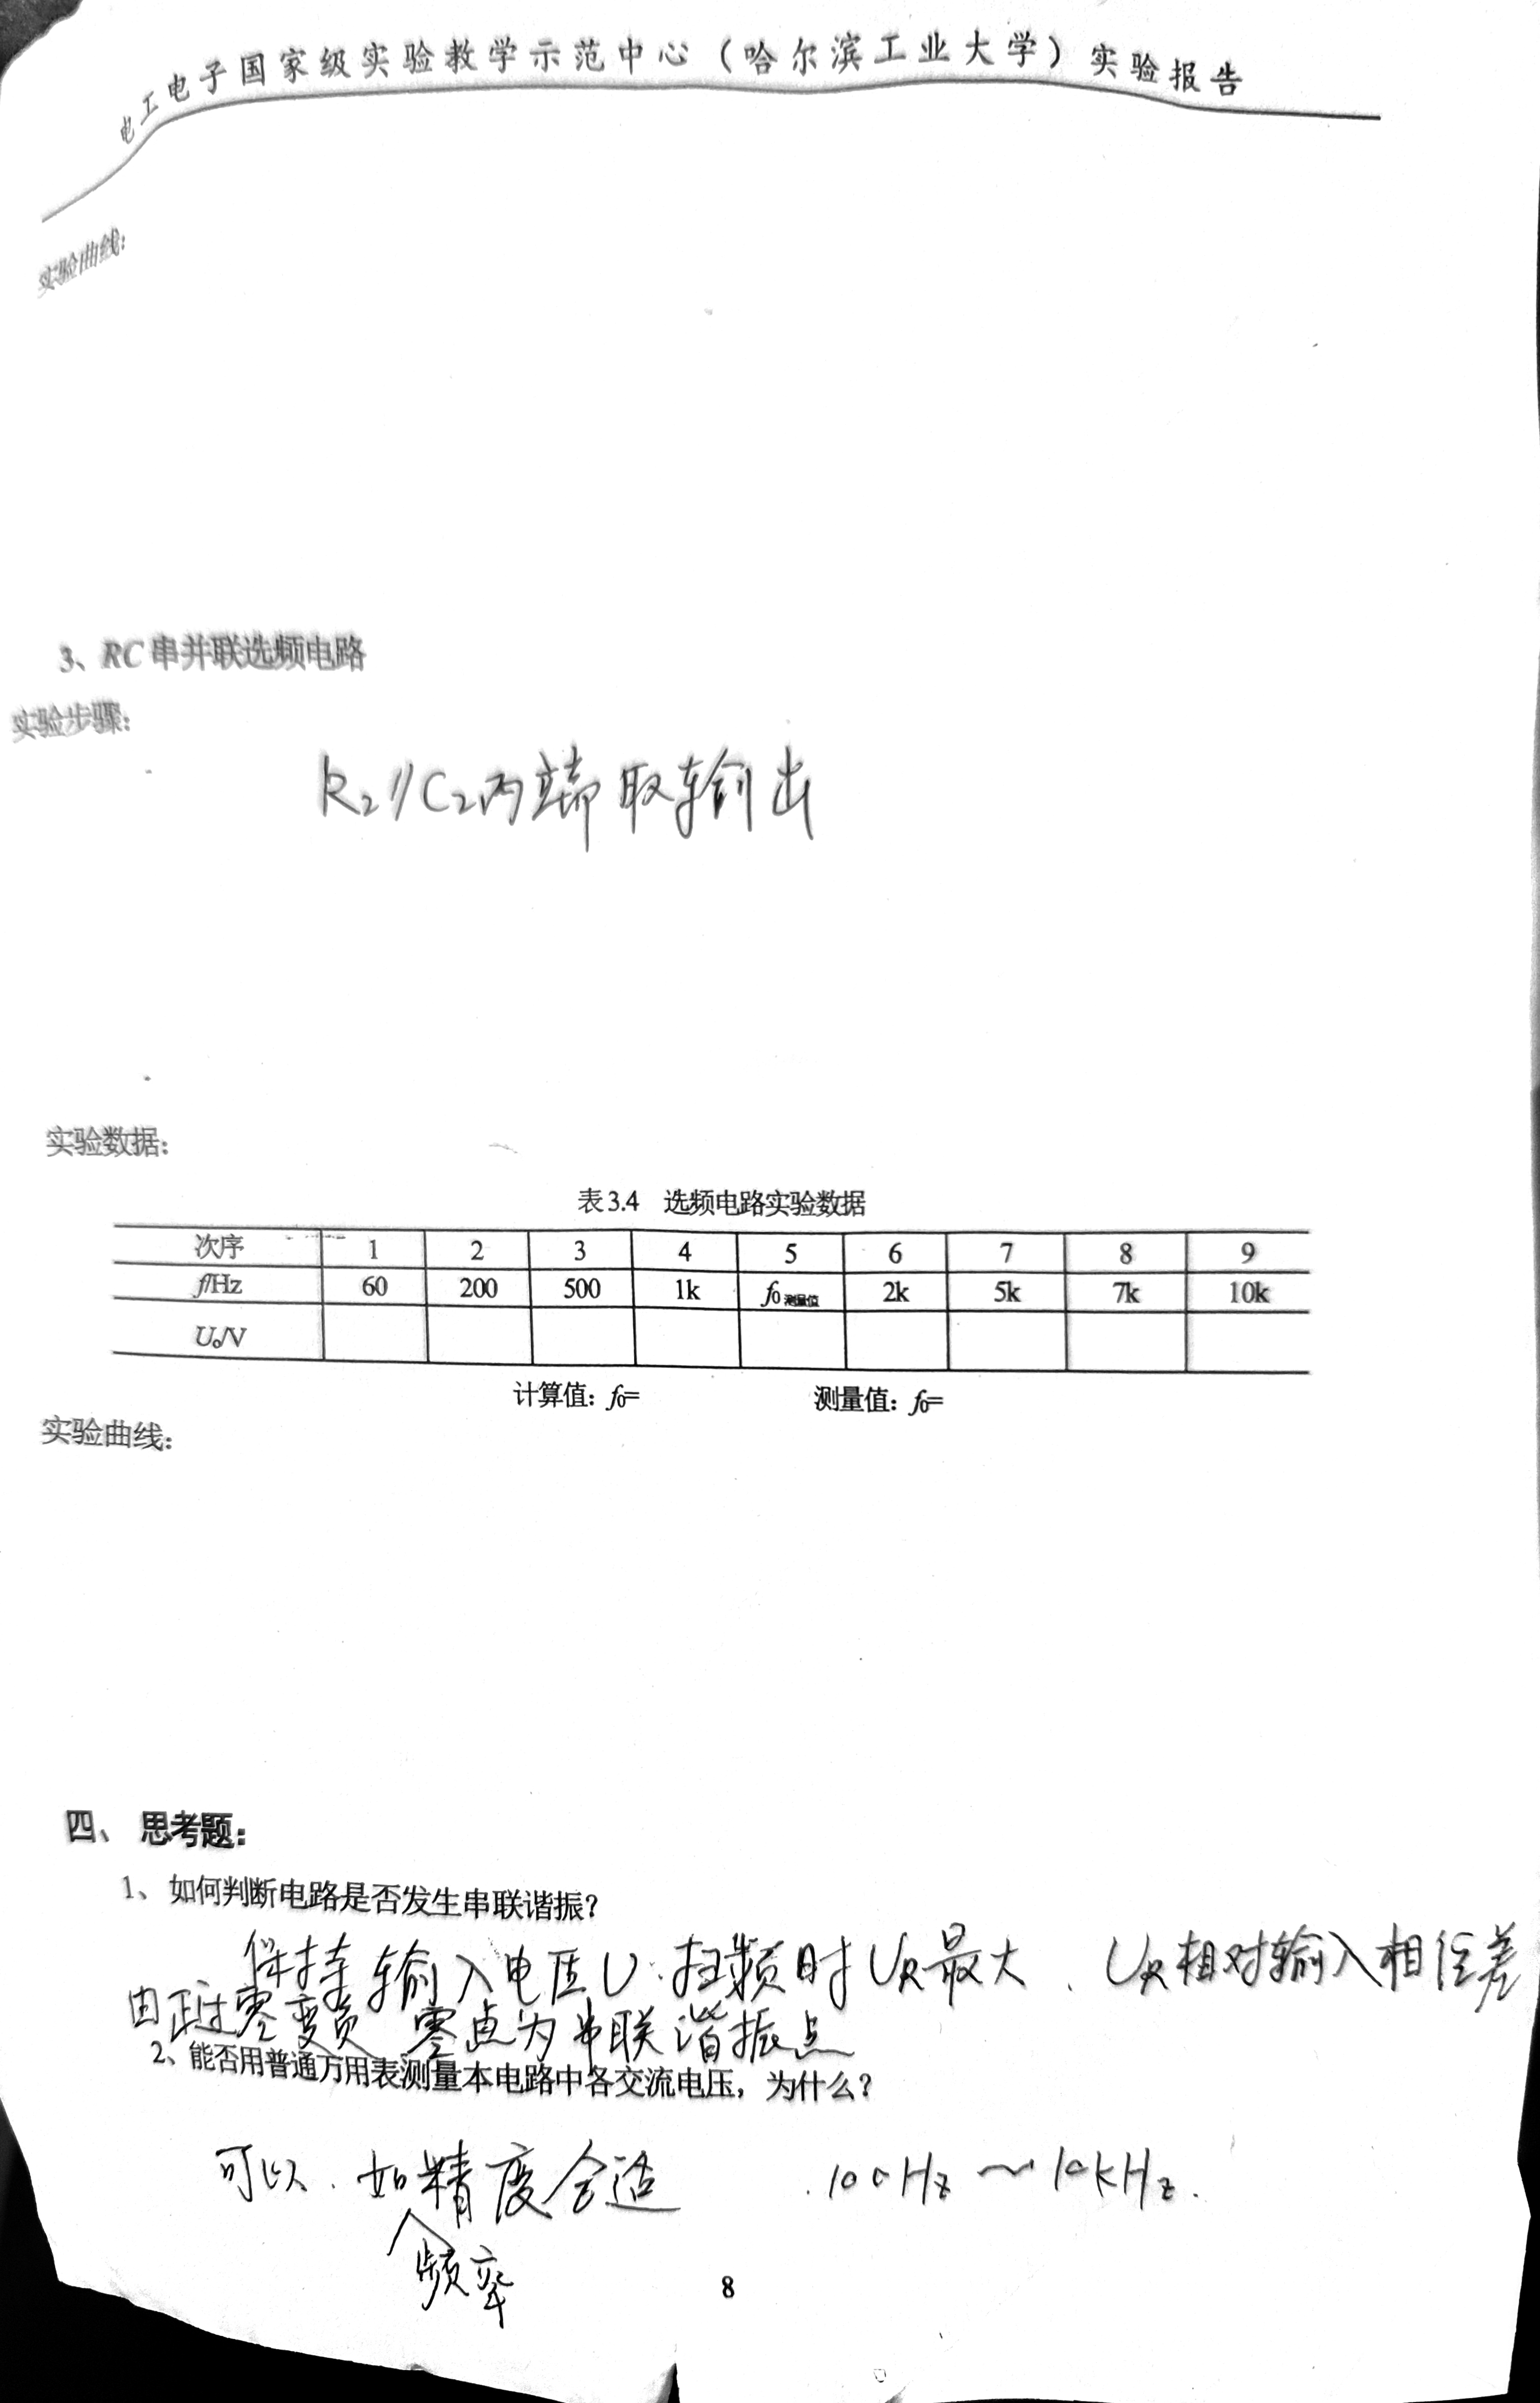 电工电子国家级实验教学示范中心（哈尔滨工业大学）实验报告
实验曲线：
3、RC 串并联选频电路
实验步骤：
R₂//C₂两端取输出
实验数据：
表 3.4 选频电路实验数据
次序 1 2 3 4 5 6 7 8 9
f/Hz 60 200 500 1k f₀测量值 2k 5k 7k 10k
Uₒ/V
计算值：f₀= 测量值：f₀=
实验曲线：
四、 思考题：
1、如何判断电路是否发生串联谐振？
保持输入电压U.扫频时UR最大.UR相对输入相位差
由正过零变负 零点为串联谐振点
2、能否用普通万用表测量本电路中各交流电压，为什么？
可以.如精度合适 .100Hz～10kHz.
频率
8